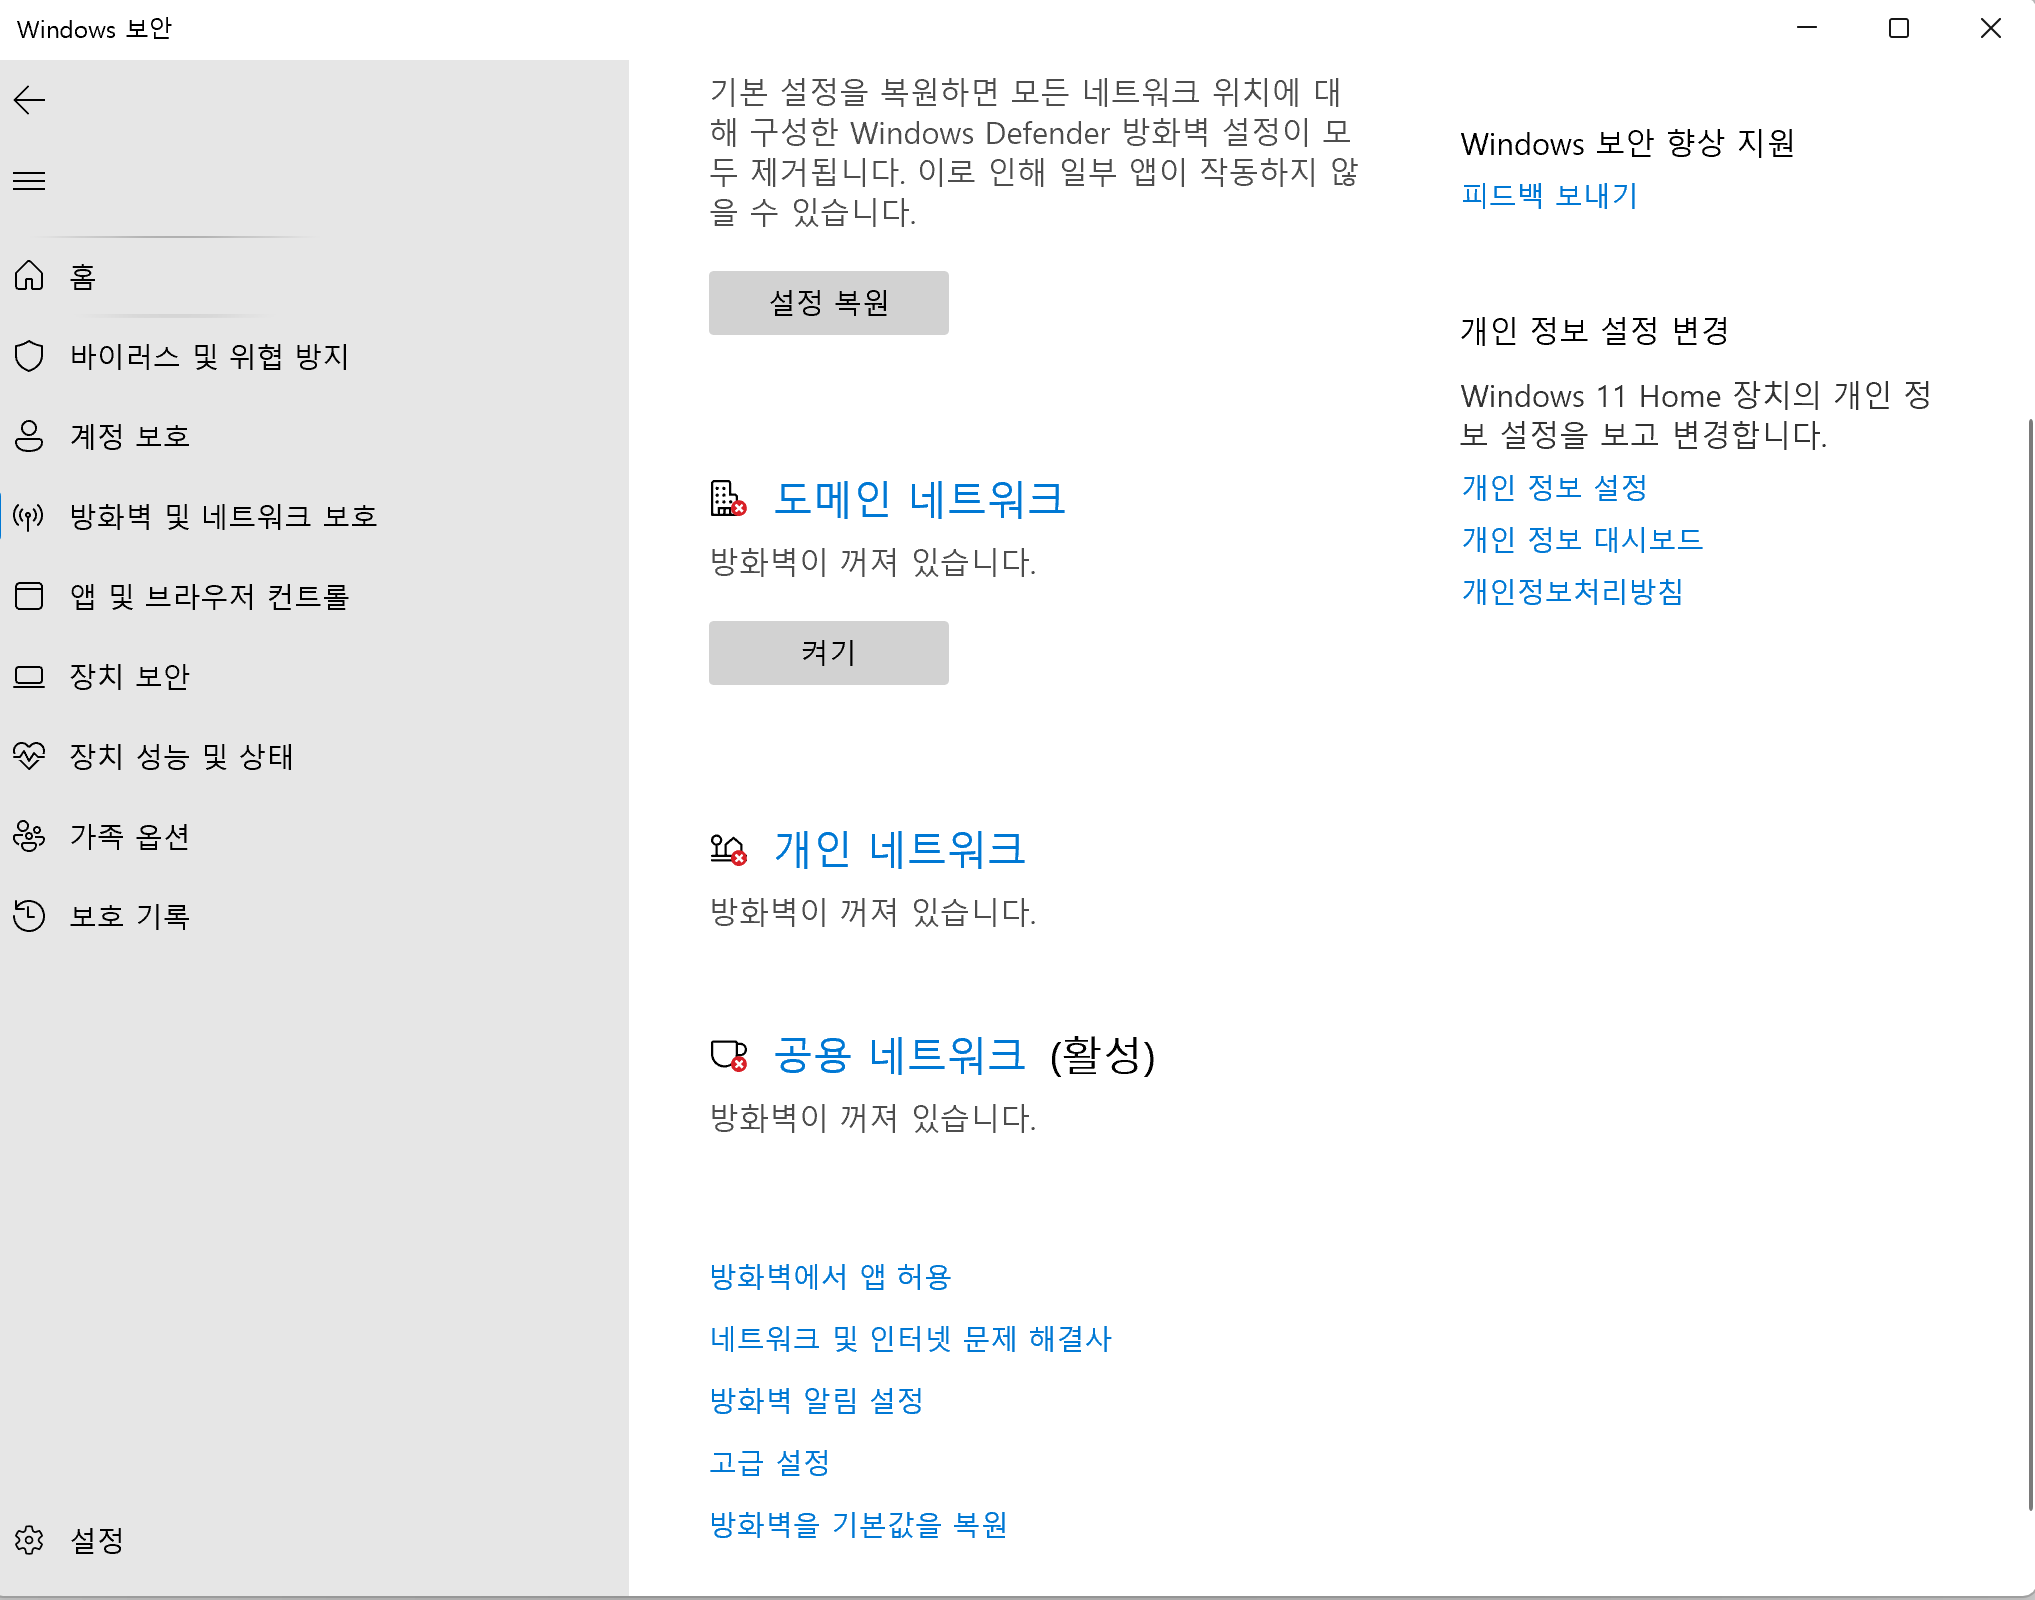 Windows 보안
홈
바이러스 및 위협 방지
계정 보호
방화벽 및 네트워크 보호
앱 및 브라우저 컨트롤
장치 보안
장치 성능 및 상태
가족 옵션
보호 기록
설정
기본 설정을 복원하면 모든 네트워크 위치에 대
해 구성한 Windows Defender 방화벽 설정이 모
두 제거됩니다. 이로 인해 일부 앱이 작동하지 않
을 수 있습니다.
설정 복원
도메인 네트워크
방화벽이 꺼져 있습니다.
켜기
개인 네트워크
방화벽이 꺼져 있습니다.
공용 네트워크 (활성)
방화벽이 꺼져 있습니다.
방화벽에서 앱 허용
네트워크 및 인터넷 문제 해결사
방화벽 알림 설정
고급 설정
방화벽을 기본값을 복원
Windows 보안 향상 지원
피드백 보내기
개인 정보 설정 변경
Windows 11 Home 장치의 개인 정
보 설정을 보고 변경합니다.
개인 정보 설정
개인 정보 대시보드
개인정보처리방침